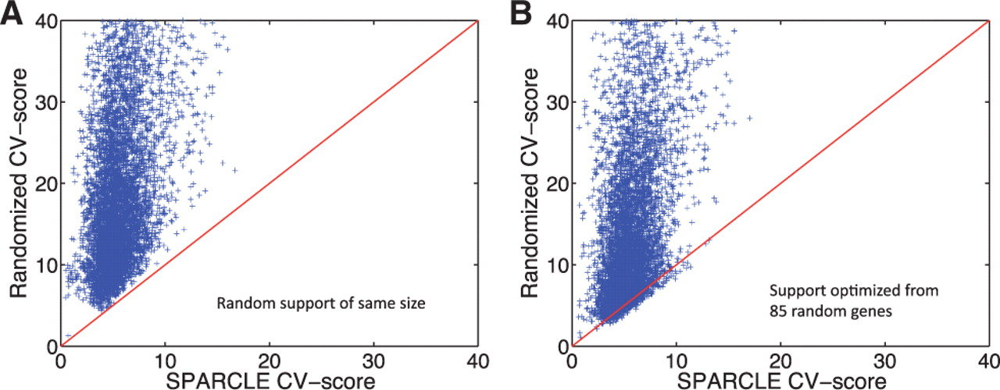 A
Randomized CV-score
40
30
20
10
0
0 10 20 30 40
SPARCLE CV-score
Random support of same size
B
Randomized CV-score
40
30
20
10
0
0 10 20 30 40
SPARCLE CV-score
Support optimized from
85 random genes